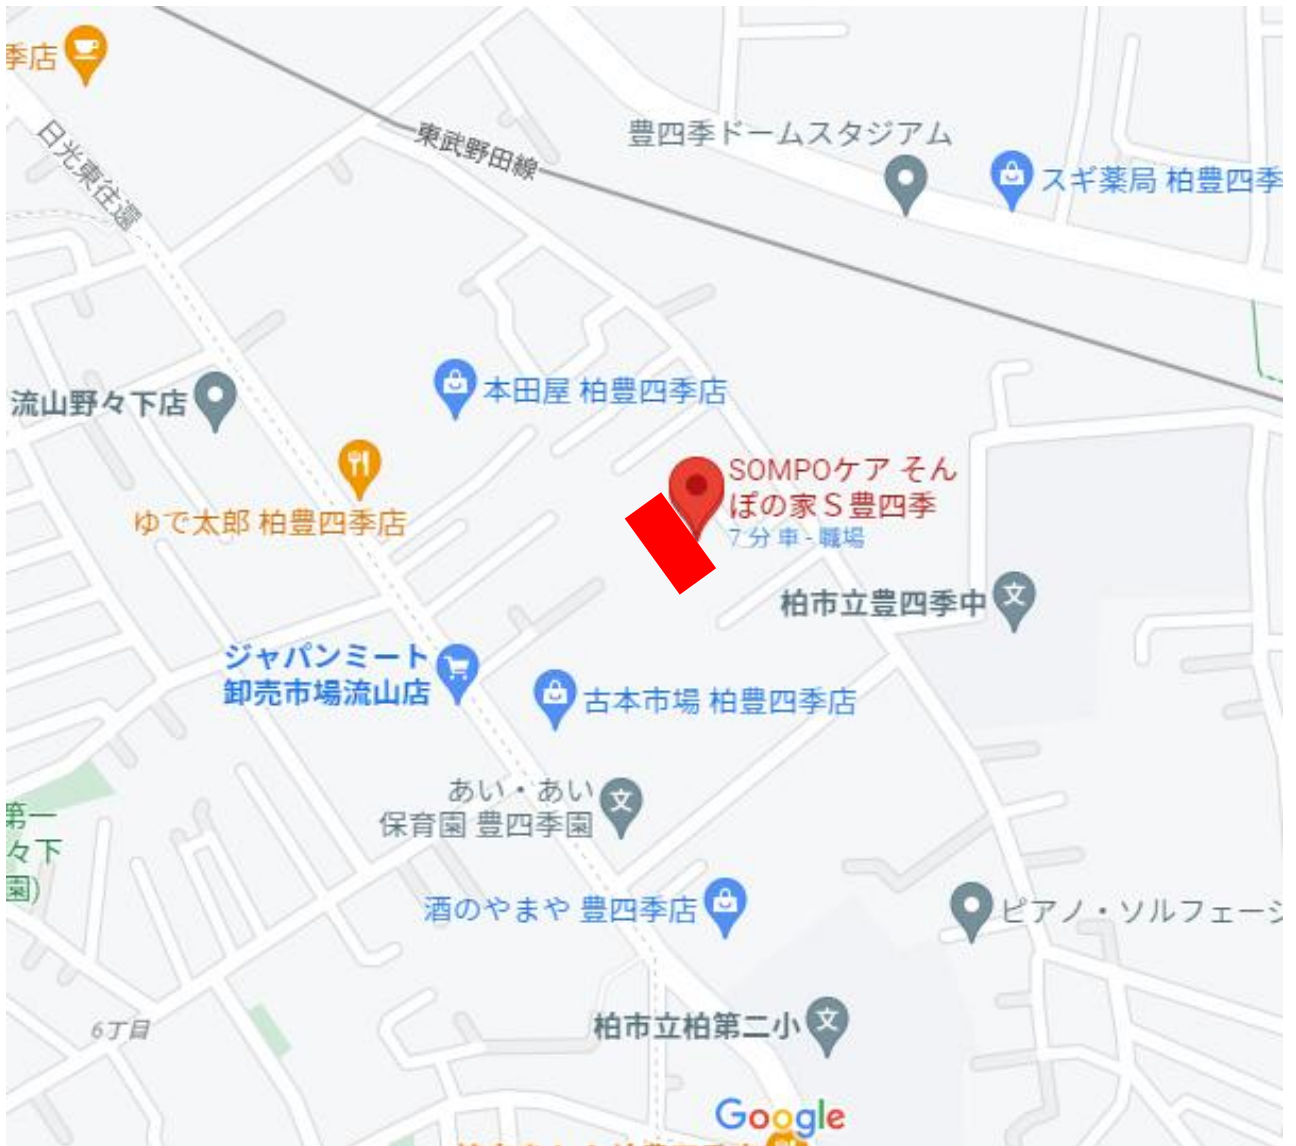 季店
日光東往還
東武野田線
豊四季ドームスタジアム
スギ薬局 柏豊四季
流山野々下店
本田屋 柏豊四季店
ゆで太郎 柏豊四季店
SOMPOケア そん
ぽの家S 豊四季
7分 車 - 職場
柏市立豊四季中
ジャパンミート
卸売市場流山店
古本市場 柏豊四季店
あい・あい
保育園 豊四季園
第一
々下
園)
酒のやまや 豊四季店
ピアノ・ソルフェージ
6丁目
柏市立柏第二小
Google